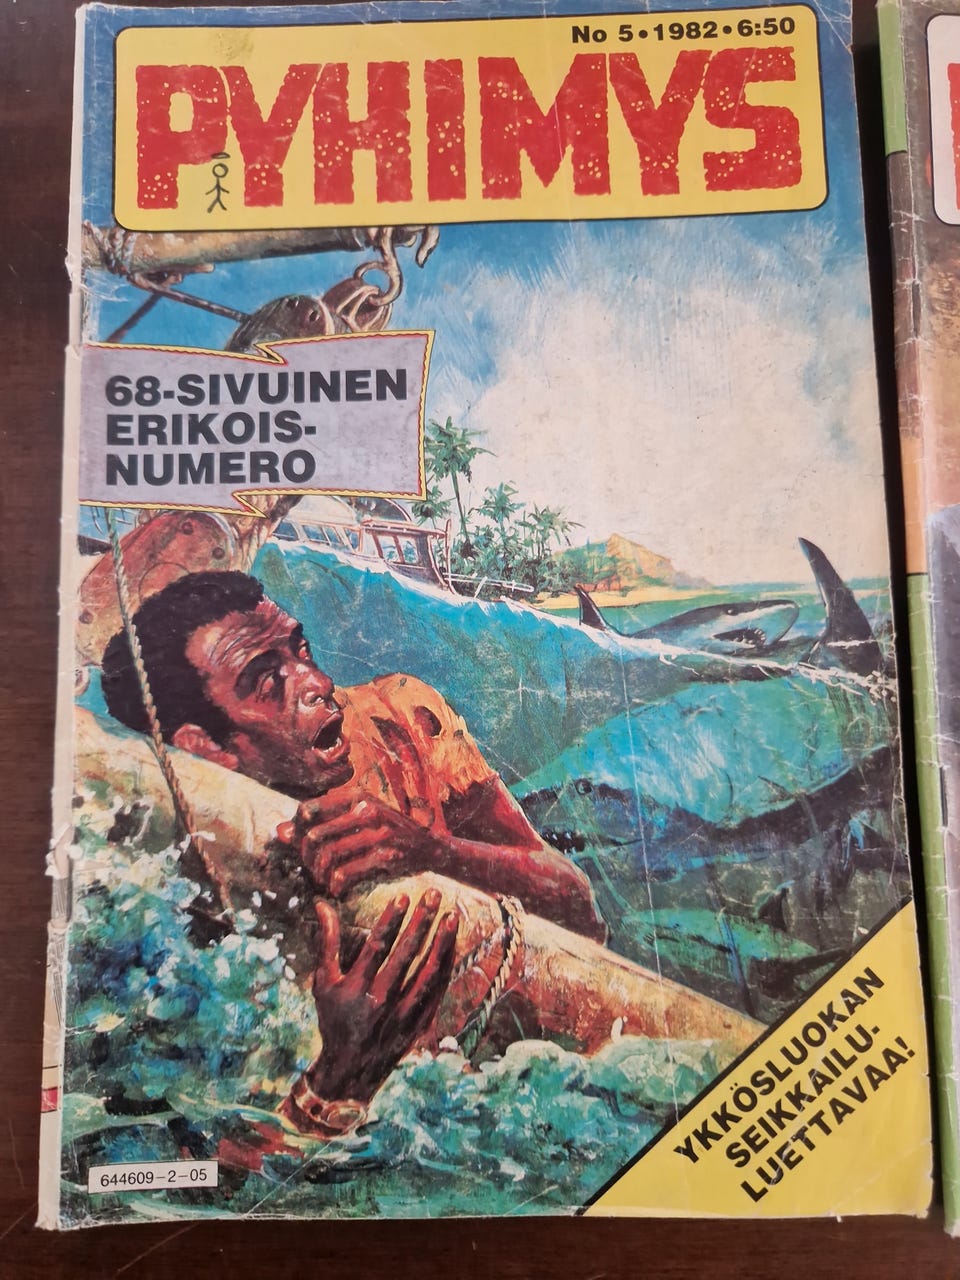 No 5 • 1982 • 6:50
PYHIMYS
68-SIVUINEN
ERIKOIS-
NUMERO
YKKÖSLUOKAN
SEIKKAILU-
LUETTAVAA!
644609-2-05